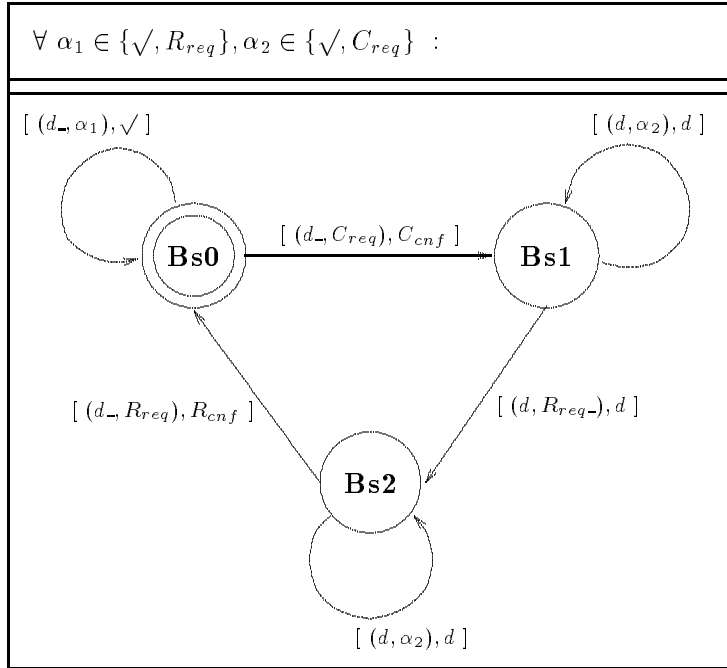 ∀ α₁ ∈ {√, R_req}, α₂ ∈ {√, C_req} :
[ (d_, α₁), √ ]
[ (d, α₂), d ]
[ (d_, C_req), C_cnf ]
Bs0
Bs1
[ (d_, R_req), R_cnf ]
[ (d, R_req_), d ]
Bs2
[ (d, α₂), d ]